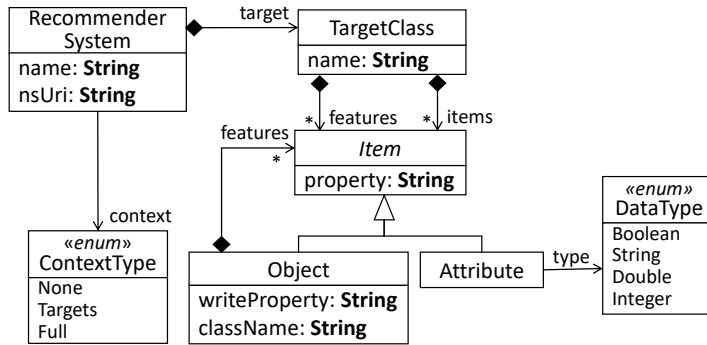 Recommender
System
name: String
nsUri: String
target
TargetClass
name: String
* features
* items
features
*
Item
property: String
context
«enum»
ContextType
None
Targets
Full
Object
writeProperty: String
className: String
Attribute
type
«enum»
DataType
Boolean
String
Double
Integer